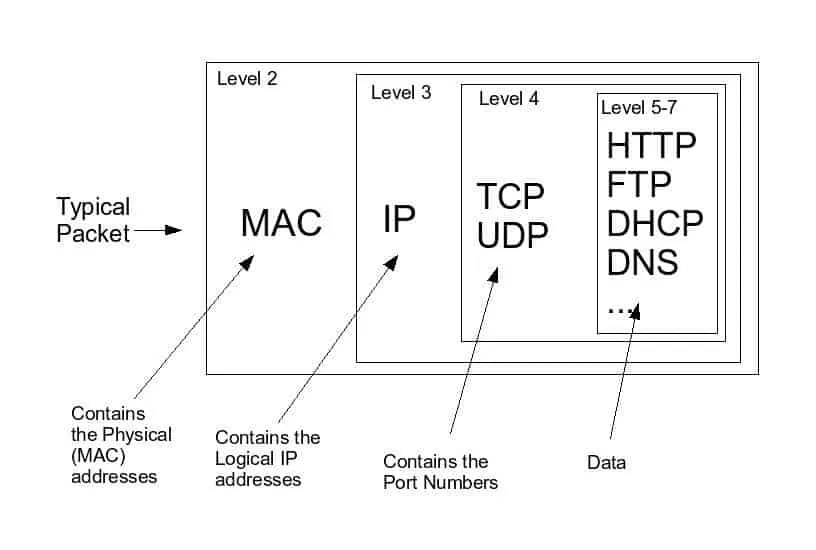 Level 2
Level 3
Level 4
Level 5-7
Typical
Packet
MAC
IP
TCP
UDP
HTTP
FTP
DHCP
DNS
...
Contains
the Physical
(MAC)
addresses
Contains the
Logical IP
addresses
Contains the
Port Numbers
Data